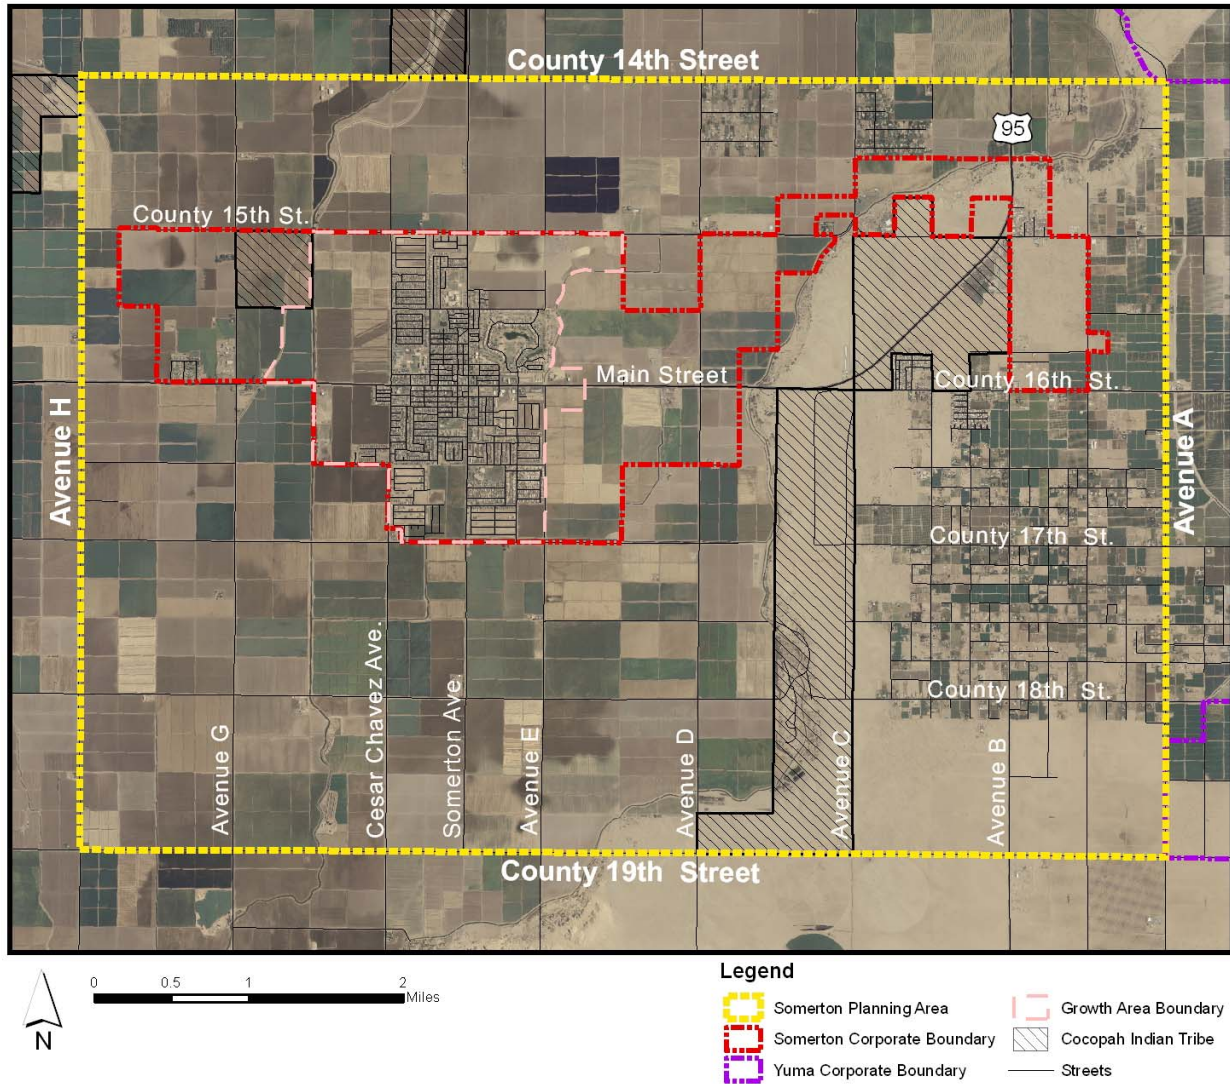 County 14th Street
95
County 15th St.
Main Street
County 16th St.
Avenue H
Avenue A
County 17th St.
County 18th St.
Avenue G
Cesar Chavez Ave.
Somerton Ave.
Avenue E
Avenue D
Avenue C
Avenue B
County 19th Street
N
0 0.5 1 2
Miles
Legend
Somerton Planning Area
Growth Area Boundary
Somerton Corporate Boundary
Cocopah Indian Tribe
Yuma Corporate Boundary
Streets